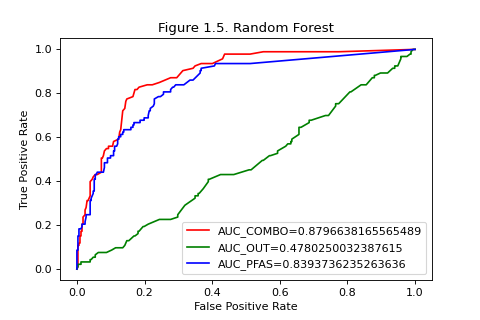 Figure 1.5. Random Forest
True Positive Rate
1.0
0.8
0.6
0.4
0.2
0.0
AUC_COMBO=0.8796638165565489
AUC_OUT=0.4780250032387615
AUC_PFAS=0.8393736235263636
0.0 0.2 0.4 0.6 0.8 1.0
False Positive Rate